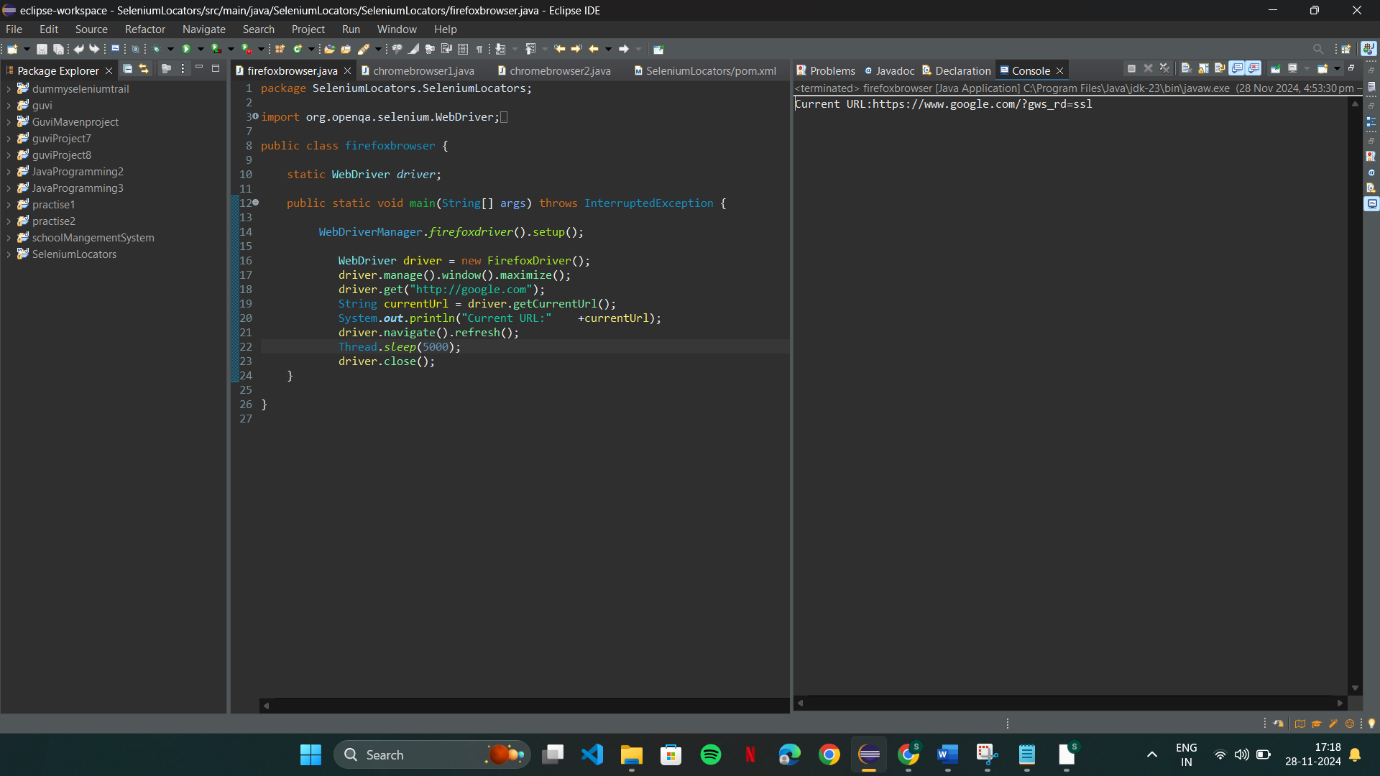 eclipse-workspace - SeleniumLocators/src/main/java/SeleniumLocators/SeleniumLocators/firefoxbrowser.java - Eclipse IDE
File Edit Source Refactor Navigate Search Project Run Window Help
Package Explorer
dummyseleniumtrail
guvi
GuviMavenproject
guviProject7
guviProject8
JavaProgramming2
JavaProgramming3
practise1
practise2
schoolMangementSystem
SeleniumLocators
firefoxbrowser.java chromebrowser1.java chromebrowser2.java SeleniumLocators/pom.xml
1 package SeleniumLocators.SeleniumLocators;
2
3 import org.openqa.selenium.WebDriver;
7
8 public class firefoxbrowser {
9
10 static WebDriver driver;
11
12 public static void main(String[] args) throws InterruptedException {
13
14 WebDriverManager.firefoxdriver().setup();
15
16 WebDriver driver = new FirefoxDriver();
17 driver.manage().window().maximize();
18 driver.get("http://google.com");
19 String currentUrl = driver.getCurrentUrl();
20 System.out.println("Current URL:" +currentUrl);
21 driver.navigate().refresh();
22 Thread.sleep(5000);
23 driver.close();
24 }
25
26 }
27
Problems Javadoc Declaration Console
<terminated> firefoxbrowser [Java Application] C:\Program Files\Java\jdk-23\bin\javaw.exe (28 Nov 2024, 4:53:30 pm –
Current URL:https://www.google.com/?gws_rd=ssl
Search
ENG
IN
17:18
28-11-2024